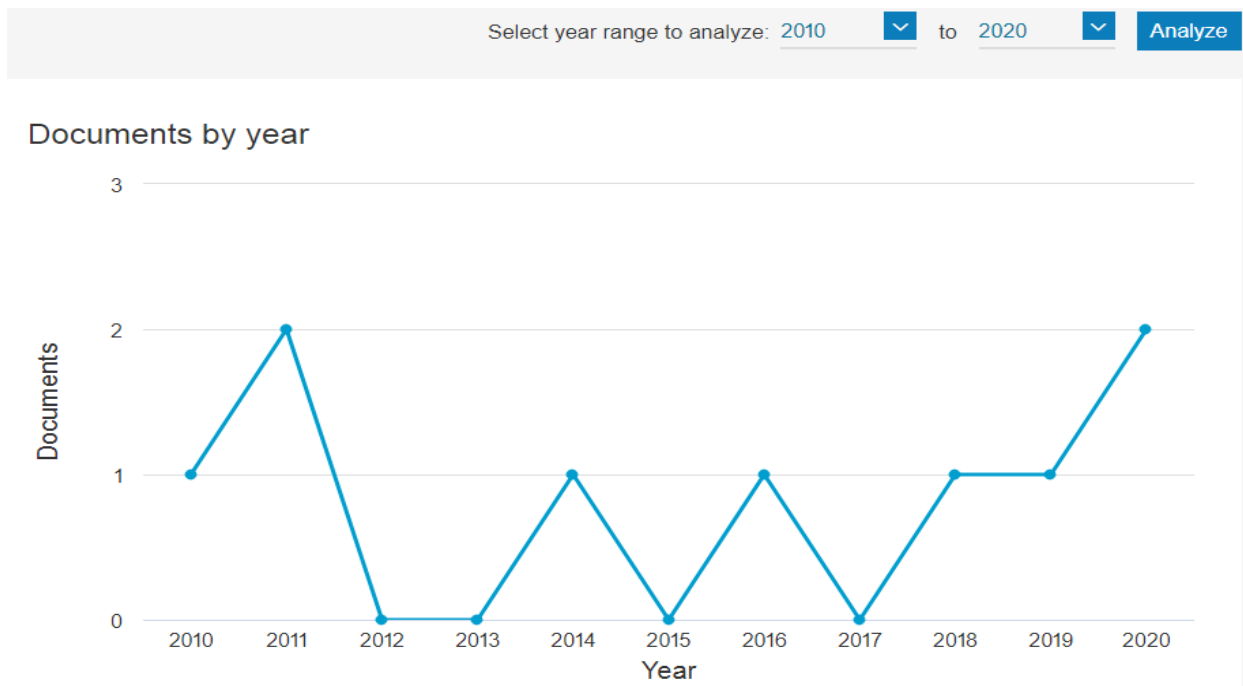 Select year range to analyze: 2010 to 2020 Analyze
Documents by year
3
2
1
0
Documents
2010 2011 2012 2013 2014 2015 2016 2017 2018 2019 2020
Year